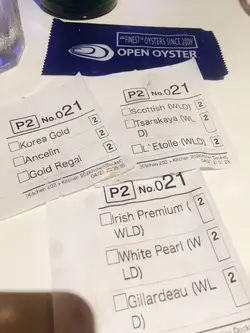 FINEST OYSTERS SINCE 2009
OPEN OYSTER
P2 No.021
Korea Gold 2
Ancelin 2
Gold Regal 2
P2 No.021
Scottish (WLD) 2
Tsarskaya (WL 2
D)
L' Etoile (WLD) 2
P2 No.021
Irish Premium ( 2
WLD)
White Pearl (W 2
LD)
Gillardeau (WL 2
D)